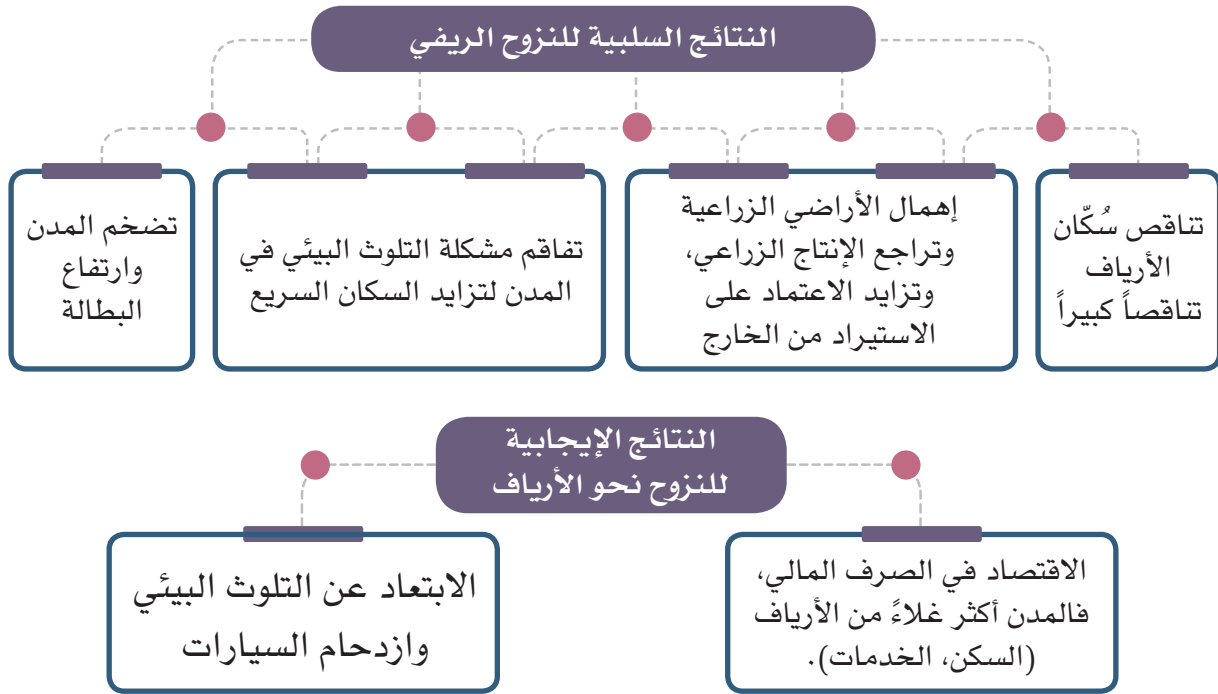 النتائج السلبية للنزوح الريفي
تناقص سُكّان
الأرياف
تناقصاً كبيراً
إهمال الأراضي الزراعية
وتراجع الإنتاج الزراعي،
وتزايد الاعتماد على
الاستيراد من الخارج
تفاقم مشكلة التلوث البيئي في
المدن لتزايد السكان السريع
تضخم المدن
وارتفاع
البطالة
النتائج الإيجابية
للنزوح نحو الأرياف
الاقتصاد في الصرف المالي،
فالمدن أكثر غلاءً من الأرياف
(السكن، الخدمات).
الابتعاد عن التلوث البيئي
وازدحام السيارات